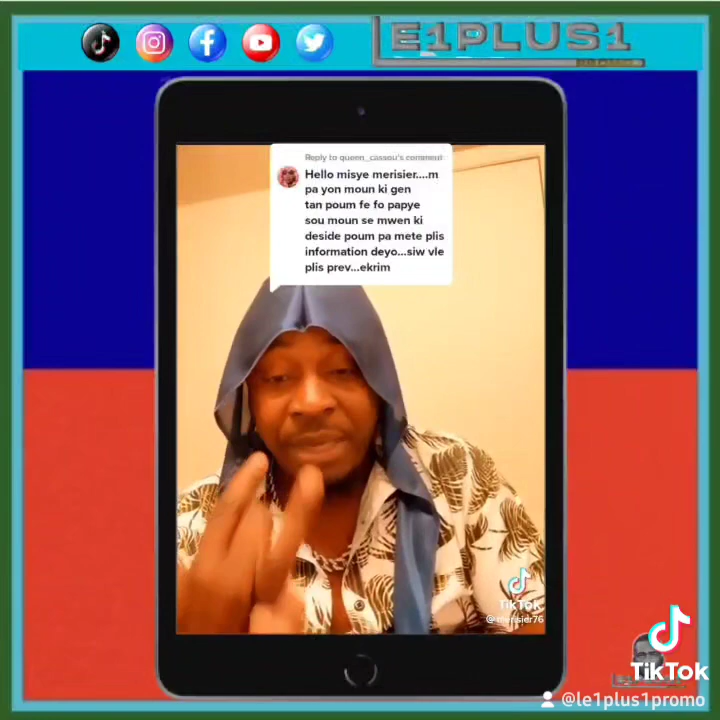 LE1PLUS1
PROMO
Reply to queen_cassou's comment
Hello misye merisier....m
pa yon moun ki gen
tan poum fe fo papye
sou moun se mwen ki
deside poum pa mete plis
information deyo...siw vle
plis prev...ekrim
TikTok
@merisier76
TikTok
@le1plus1promo